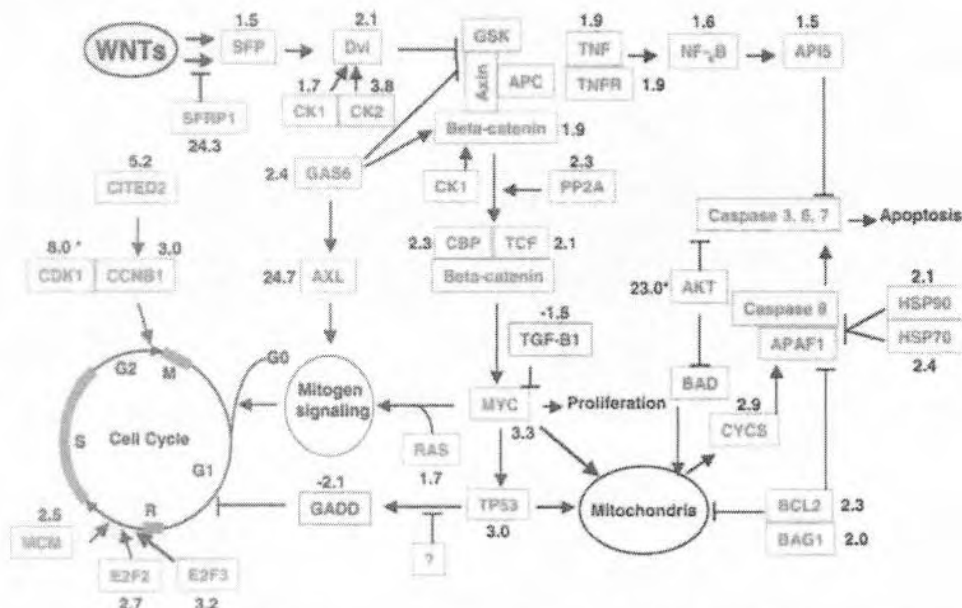 1.5
2.1
1.9
1.6
1.5
WNTs
SFP
Dvl
GSK
TNF
NF-κB
API5
Axin
APC
TNFR
1.9
1.7
3.8
CK1
CK2
SFRP1
24.3
Beta-catenin
1.9
5.2
CITED2
2.4
GAS6
CK1
2.3
PP2A
Caspase 3, 6, 7
Apoptosis
8.0 *
3.0
CDK1
CCNB1
24.7
AXL
2.3
CBP
TCF
2.1
Beta-catenin
23.0*
AKT
2.1
Caspase 9
HSP90
APAF1
HSP70
2.4
-1.8
TGF-B1
G0
G2
M
Mitogen
signaling
BAD
2.9
CYCS
MYC
Proliferation
3.3
S
Cell Cycle
G1
RAS
1.7
-2.1
GADD
TP53
3.0
Mitochondria
BCL2
2.3
BAG1
2.0
R
2.5
MCM
?
E2F2
2.7
E2F3
3.2